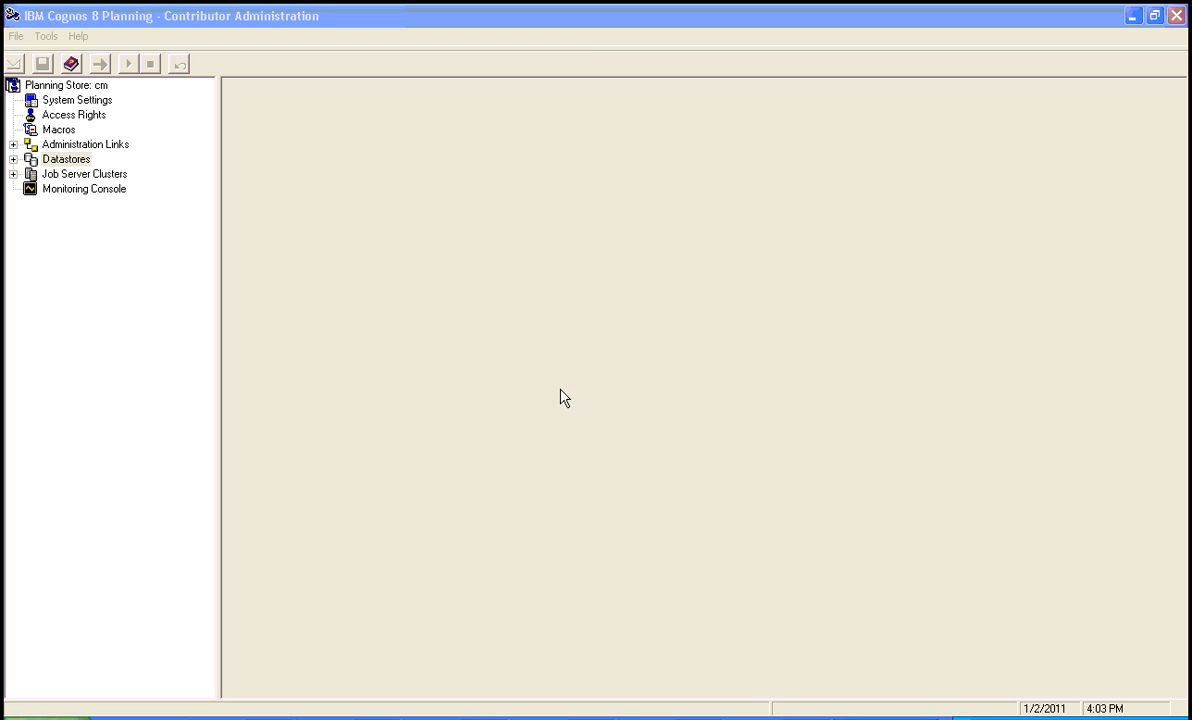 IBM Cognos 8 Planning - Contributor Administration
File Tools Help
Planning Store: cm
System Settings
Access Rights
Macros
Administration Links
Datastores
Job Server Clusters
Monitoring Console
1/2/2011 4:03 PM